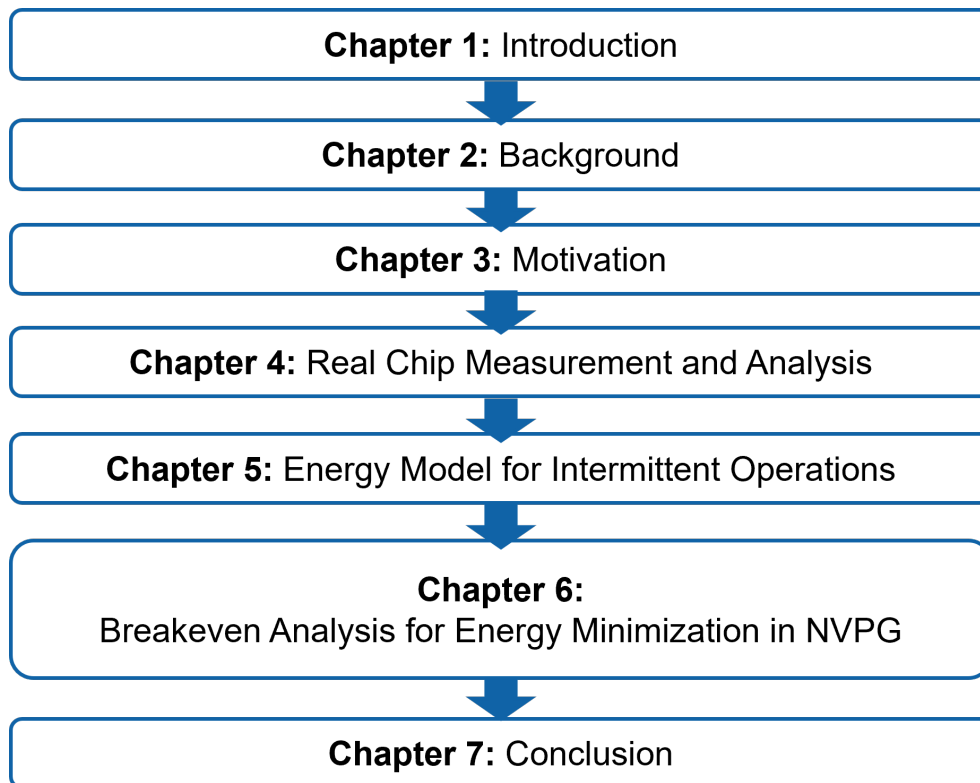 Chapter 1: Introduction
Chapter 2: Background
Chapter 3: Motivation
Chapter 4: Real Chip Measurement and Analysis
Chapter 5: Energy Model for Intermittent Operations
Chapter 6:
Breakeven Analysis for Energy Minimization in NVPG
Chapter 7: Conclusion